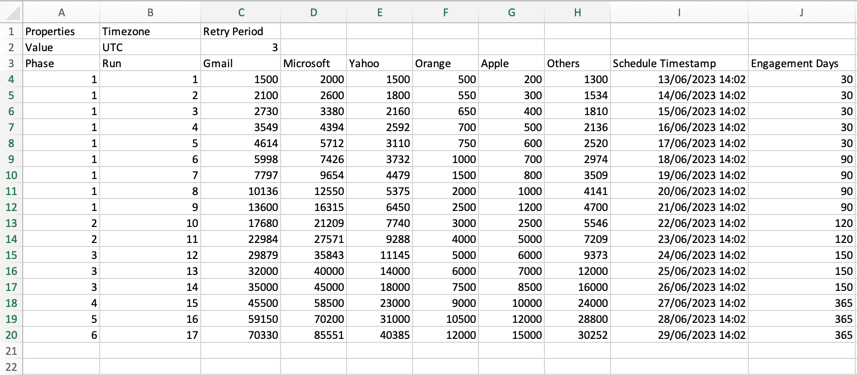 A B C D E F G H I J
1 Properties Timezone Retry Period
2 Value UTC 3
3 Phase Run Gmail Microsoft Yahoo Orange Apple Others Schedule Timestamp Engagement Days
4 1 1 1500 2000 1500 500 200 1300 13/06/2023 14:02 30
5 1 2 2100 2600 1800 550 300 1534 14/06/2023 14:02 30
6 1 3 2730 3380 2160 650 400 1810 15/06/2023 14:02 30
7 1 4 3549 4394 2592 700 500 2136 16/06/2023 14:02 30
8 1 5 4614 5712 3110 750 600 2520 17/06/2023 14:02 30
9 1 6 5998 7426 3732 1000 700 2974 18/06/2023 14:02 90
10 1 7 7797 9654 4479 1500 800 3509 19/06/2023 14:02 90
11 1 8 10136 12550 5375 2000 1000 4141 20/06/2023 14:02 90
12 1 9 13600 16315 6450 2500 1200 4700 21/06/2023 14:02 90
13 2 10 17680 21209 7740 3000 2500 5546 22/06/2023 14:02 120
14 2 11 22984 27571 9288 4000 5000 7209 23/06/2023 14:02 120
15 3 12 29879 35843 11145 5000 6000 9373 24/06/2023 14:02 150
16 3 13 32000 40000 14000 6000 7000 12000 25/06/2023 14:02 150
17 3 14 35000 45000 18000 7500 8500 16000 26/06/2023 14:02 150
18 4 15 45500 58500 23000 9000 10000 24000 27/06/2023 14:02 365
19 5 16 59150 70200 31000 10500 12000 28800 28/06/2023 14:02 365
20 6 17 70330 85551 40385 12000 15000 30252 29/06/2023 14:02 365
21
22